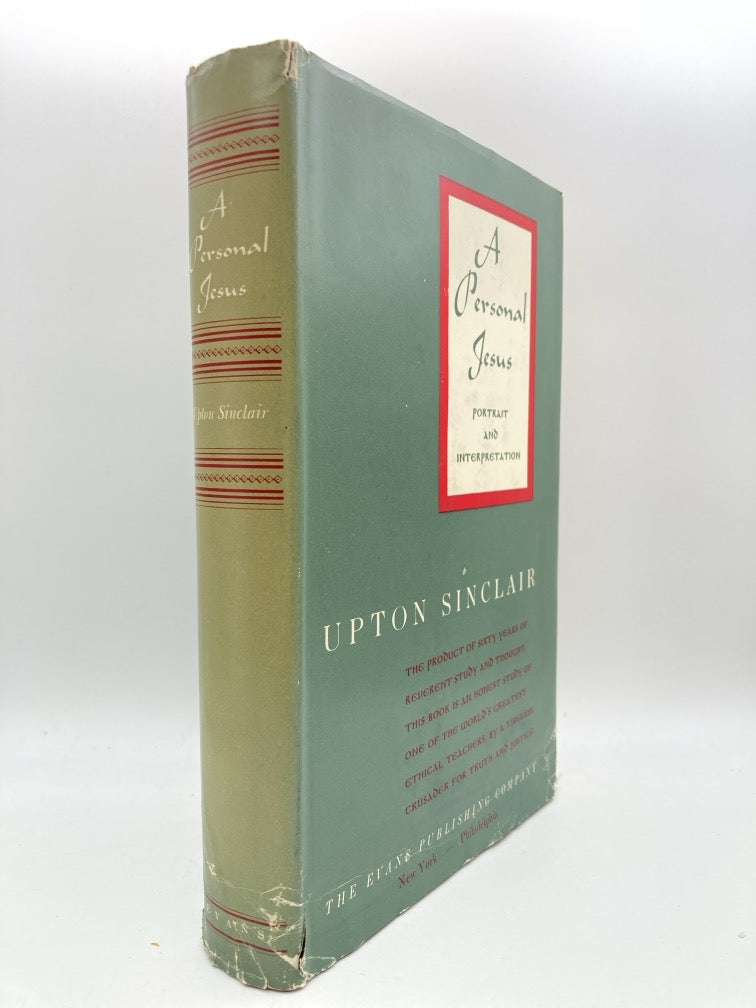 A
Personal
Jesus
Upton Sinclair
EVANS
A
Personal
Jesus
PORTRAIT
AND
INTERPRETATION
UPTON SINCLAIR
THE PRODUCT OF SIXTY YEARS OF
REVERENT STUDY AND THOUGHT,
THIS BOOK IS AN HONEST STUDY OF
ONE OF THE WORLD'S GREATEST
ETHICAL TEACHERS, BY A TIRELESS
CRUSADER FOR TRUTH AND JUSTICE.
THE EVANS PUBLISHING COMPANY
New York - Philadelphia